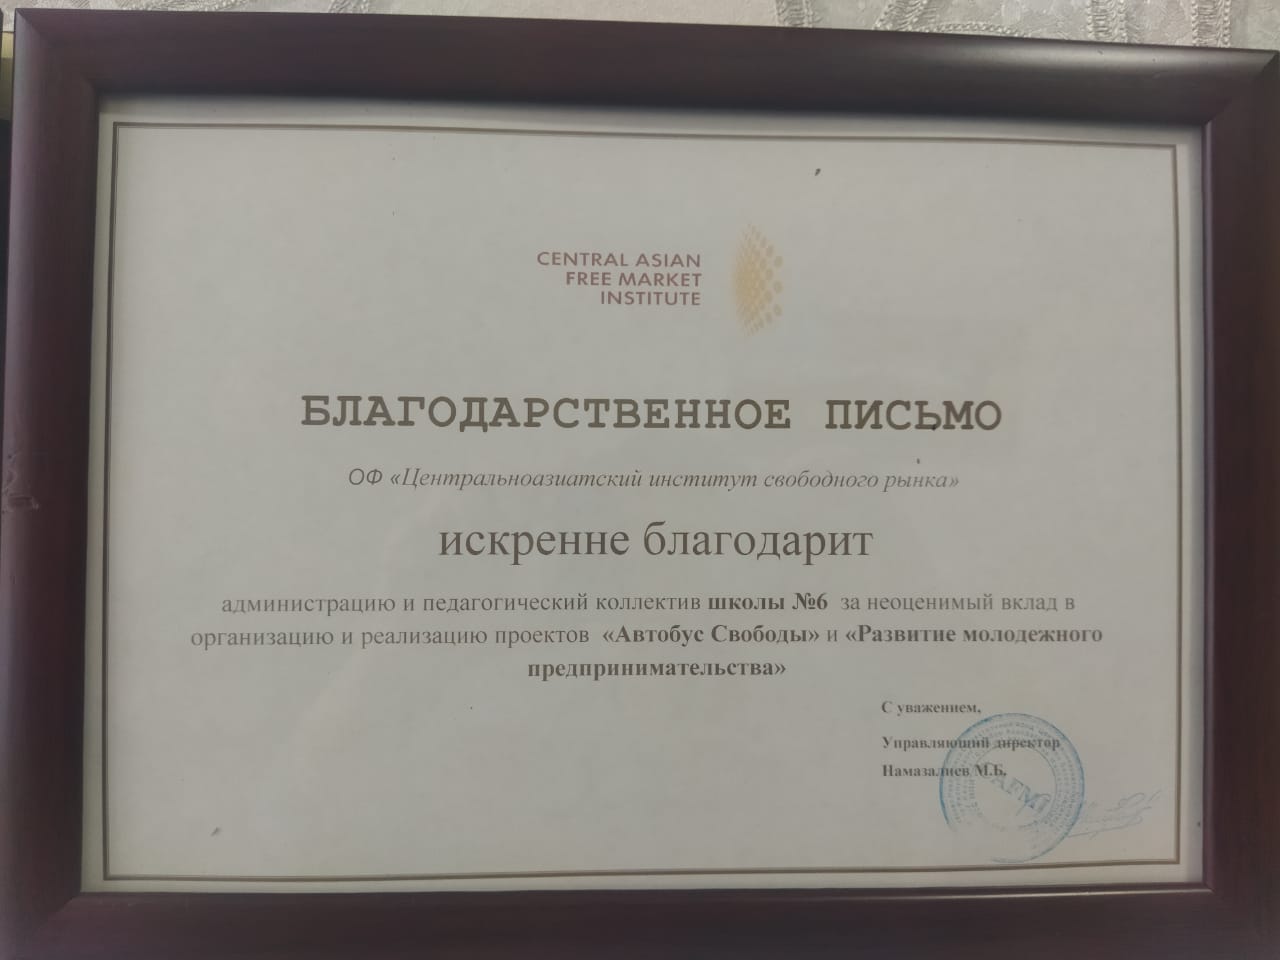 CENTRAL ASIAN
FREE MARKET
INSTITUTE
БЛАГОДАРСТВЕННОЕ ПИСЬМО
ОФ «Центральноазиатский институт свободного рынка»
искренне благодарит
администрацию и педагогический коллектив школы №6 за неоценимый вклад в
организацию и реализацию проектов «Автобус Свободы» и «Развитие молодежного
предпринимательства»
С уважением,
Управляющий директор
Намазалиев М.Б.
CAFMI